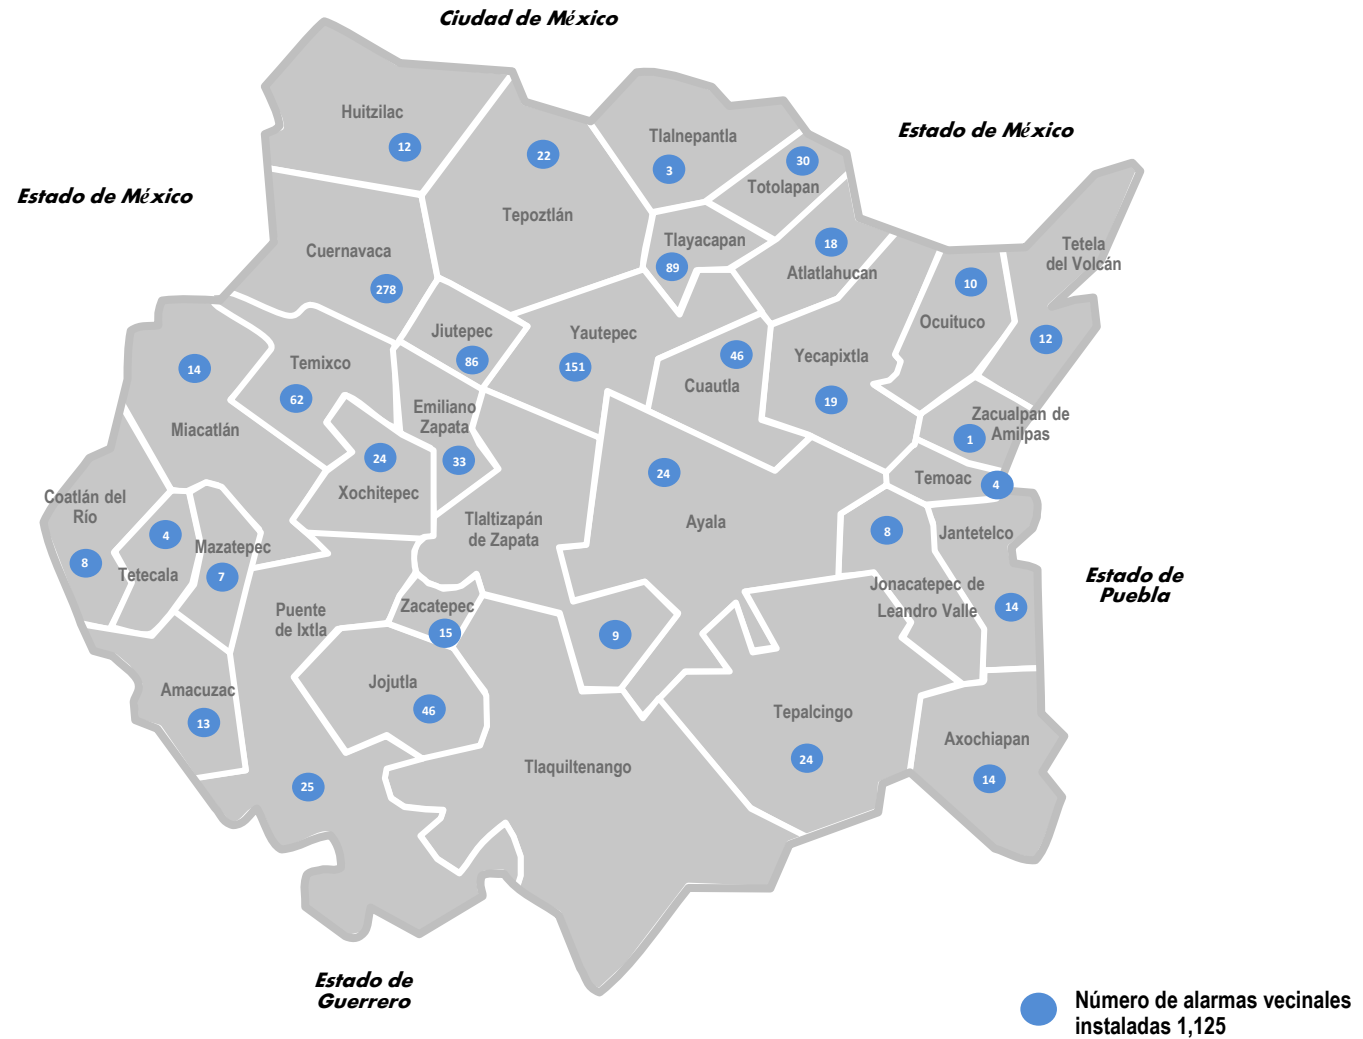 Ciudad de México
Estado de México
Estado de México
Huitzilac
12
22
Tepoztlán
Tlalnepantla
3
30
Totolapan
Tlayacapan
89
18
Atlatlahucan
Tetela
del Volcán
12
10
Ocuituco
Cuernavaca
278
Jiutepec
86
Yautepec
151
46
Cuautla
Yecapixtla
19
14
Miacatlán
Temixco
62
Emiliano
Zapata
33
24
Xochitepec
Zacualpan de
Amilpas
1
Temoac
4
24
Ayala
Tlaltizapán
de Zapata
Coatlán del
Río
8
4
Tetecala
Mazatepec
7
8
Jonacatepec de
Leandro Valle
Jantetelco
14
Estado de
Puebla
Puente
de Ixtla
25
Zacatepec
15
9
Amacuzac
13
Jojutla
46
Tlaquiltenango
Tepalcingo
24
Axochiapan
14
Estado de
Guerrero
Número de alarmas vecinales
instaladas 1,125